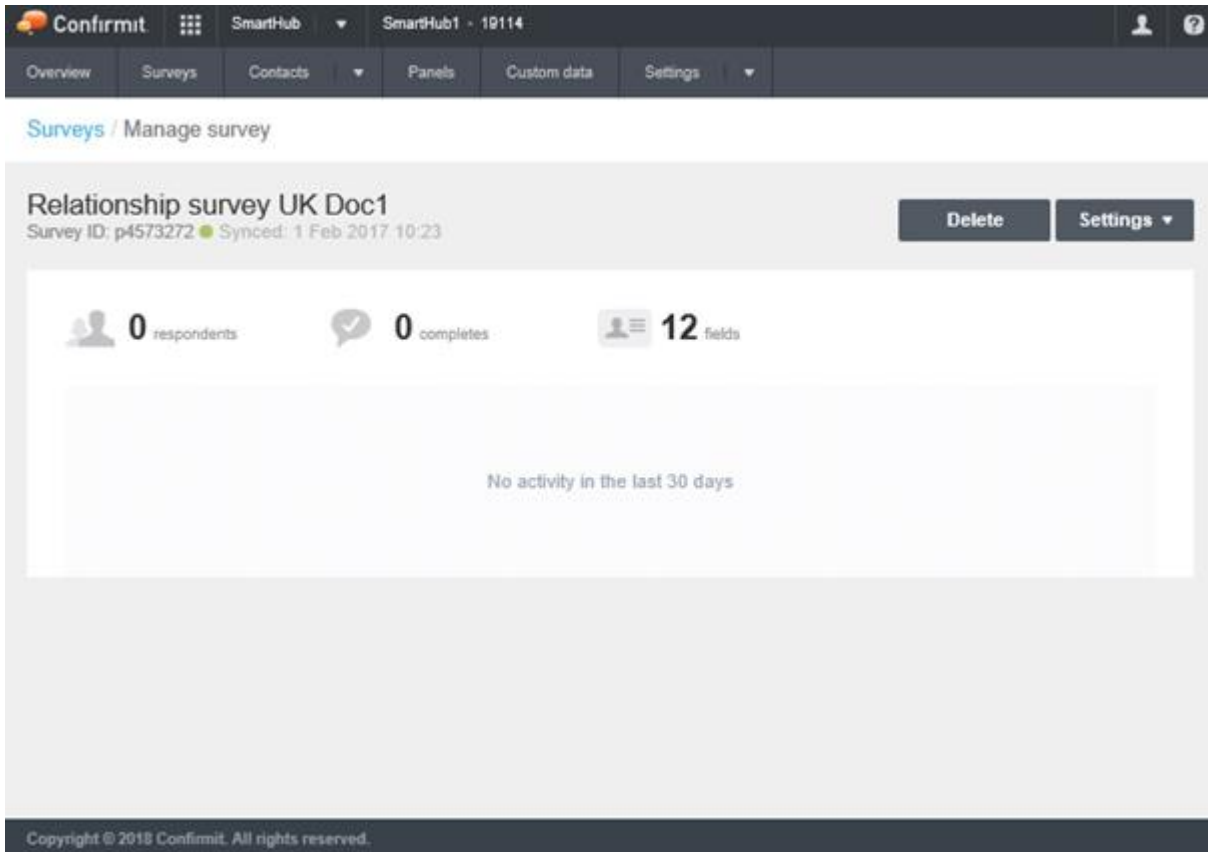 Confirmit. SmartHub SmartHub1 - 19114
Overview Surveys Contacts Panels Custom data Settings
Surveys / Manage survey
Relationship survey UK Doc1
Survey ID: p4573272 Synced: 1 Feb 2017 10:23
Delete Settings
0 respondents 0 completes 12 fields
No activity in the last 30 days
Copyright © 2018 Confirmit. All rights reserved.